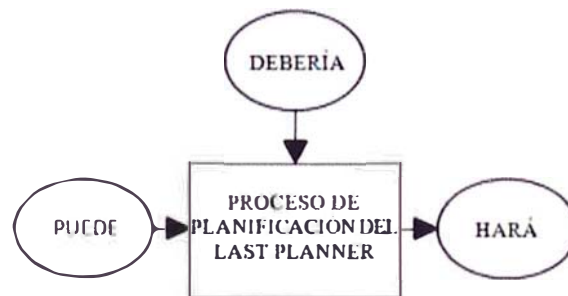 DEBERÍA
PUEDE
PROCESO DE
PLANIFICACION DEL
LAST PLANNER
HARÁ